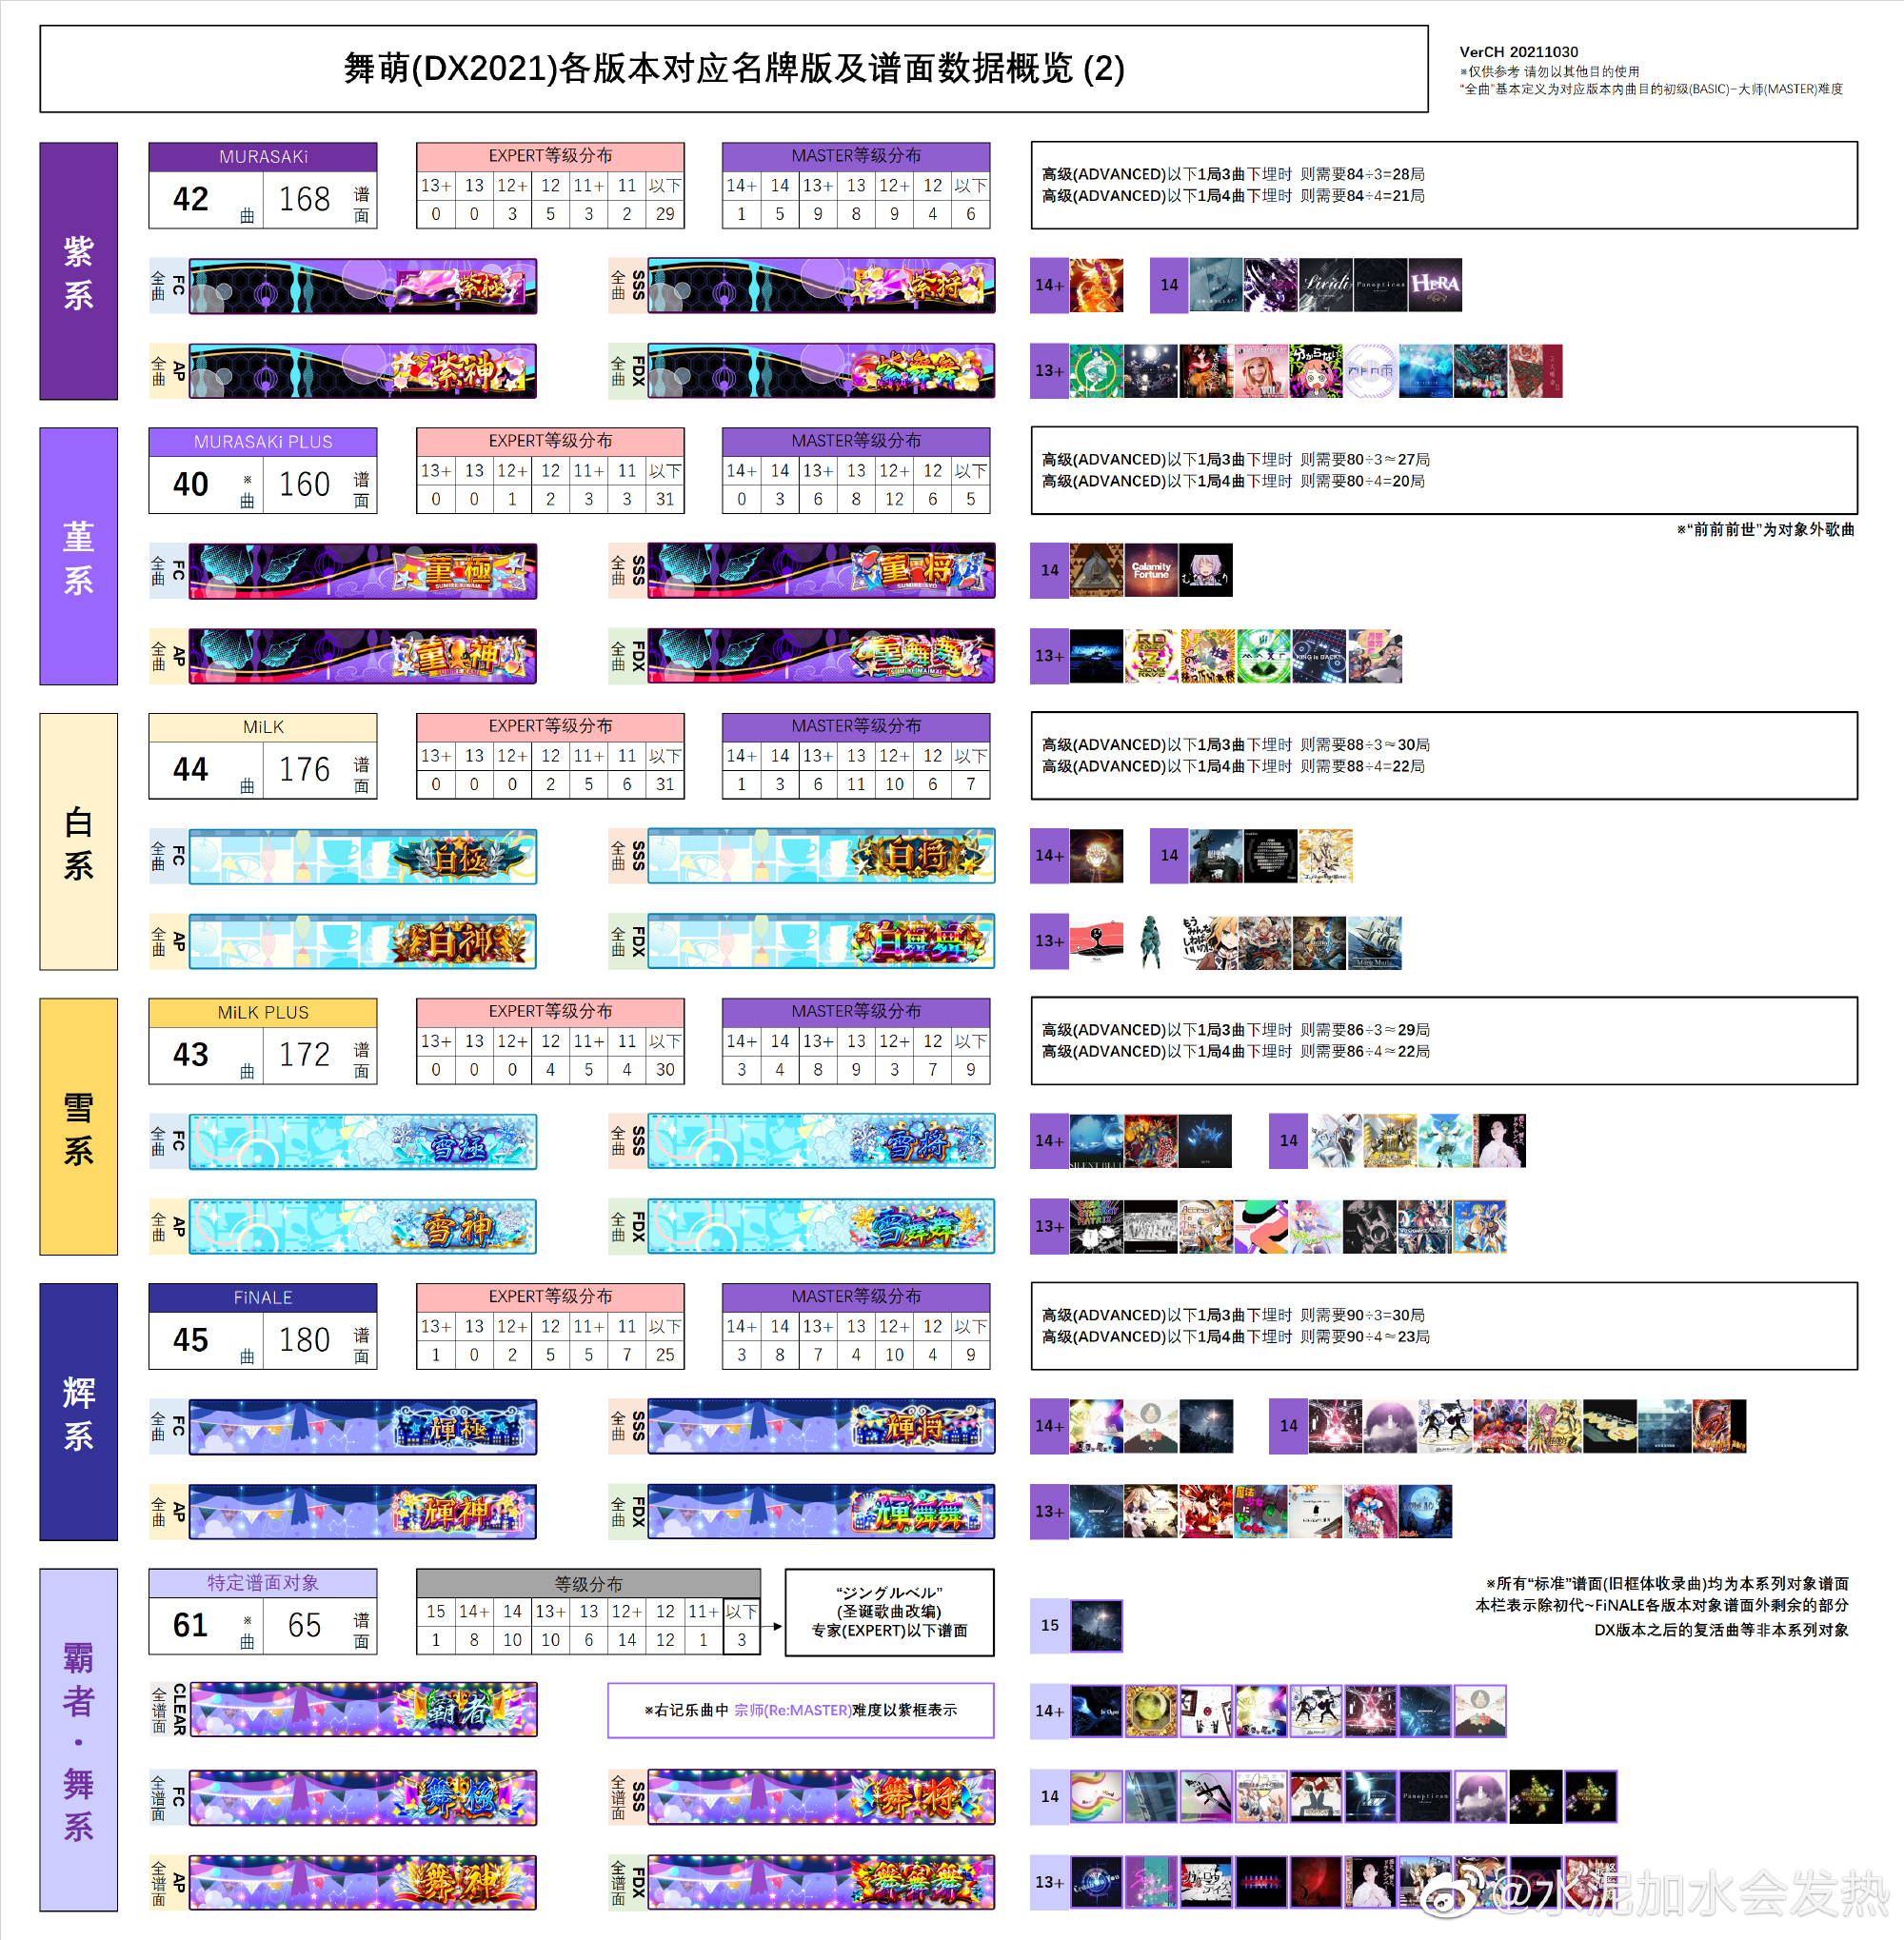 舞萌(DX2021)各版本对应名牌版及谱面数据概览 (2)
VerCH 20211030
※仅供参考 请勿以其他目的使用
“全曲”基本定义为对应版本内曲目的初级(BASIC)-大师(MASTER)难度
紫系
MURASAKi
42 曲 168 谱面
EXPERT等级分布
13+ 13 12+ 12 11+ 11 以下
0 0 3 5 3 2 29
MASTER等级分布
14+ 14 13+ 13 12+ 12 以下
1 5 9 8 9 4 6
高级(ADVANCED)以下1局3曲下埋时 则需要84÷3=28局
高级(ADVANCED)以下1局4曲下埋时 则需要84÷4=21局
全曲 FC 紫極
全曲 SSS 紫将
14+ 14 Lividi Panopticon HERA
全曲 AP 紫神
全曲 FDX 紫舞舞
13+ 分からない
堇系
MURASAKi PLUS
40 ※曲 160 谱面
EXPERT等级分布
13+ 13 12+ 12 11+ 11 以下
0 0 1 2 3 3 31
MASTER等级分布
14+ 14 13+ 13 12+ 12 以下
0 3 6 8 12 6 5
高级(ADVANCED)以下1局3曲下埋时 则需要80÷3≈27局
高级(ADVANCED)以下1局4曲下埋时 则需要80÷4=20局
※“前前前世”为对象外歌曲
全曲 FC 菫極
全曲 SSS 菫将
14 Calamity Fortune
全曲 AP 菫神
全曲 FDX 菫舞舞
13+ KING is BACK!!
白系
MiLK
44 曲 176 谱面
EXPERT等级分布
13+ 13 12+ 12 11+ 11 以下
0 0 0 2 5 6 31
MASTER等级分布
14+ 14 13+ 13 12+ 12 以下
1 3 6 11 10 6 7
高级(ADVANCED)以下1局3曲下埋时 则需要88÷3≈30局
高级(ADVANCED)以下1局4曲下埋时 则需要88÷4=22局
全曲 FC 白極
全曲 SSS 白将
14+ 14
全曲 AP 白神
全曲 FDX 白舞舞
13+ もうみんなしねばいいのに
雪系
MiLK PLUS
43 曲 172 谱面
EXPERT等级分布
13+ 13 12+ 12 11+ 11 以下
0 0 0 4 5 4 30
MASTER等级分布
14+ 14 13+ 13 12+ 12 以下
3 4 8 9 3 7 9
高级(ADVANCED)以下1局3曲下埋时 则需要86÷3≈29局
高级(ADVANCED)以下1局4曲下埋时 则需要86÷4≈22局
全曲 FC 雪極
全曲 SSS 雪将
14+ SILENT BLUE 14
全曲 AP 雪神
全曲 FDX 雪舞舞
13+ ENERGY SYNERGY MATRIX
辉系
FiNALE
45 曲 180 谱面
EXPERT等级分布
13+ 13 12+ 12 11+ 11 以下
1 0 2 5 5 7 25
MASTER等级分布
14+ 14 13+ 13 12+ 12 以下
3 8 7 4 10 4 9
高级(ADVANCED)以下1局3曲下埋时 则需要90÷3=30局
高级(ADVANCED)以下1局4曲下埋时 则需要90÷4≈23局
全曲 FC 輝極
全曲 SSS 輝将
14+ 14
全曲 AP 輝神
全曲 FDX 輝舞舞
13+
霸者・舞系
特定谱面对象
61 ※曲 65 谱面
等级分布
15 14+ 14 13+ 13 12+ 12 11+ 以下
1 8 10 10 6 14 12 1 3
“ジングルベル”
(圣诞歌曲改编)
专家(EXPERT)以下谱面
※所有“标准”谱面(旧框体收录曲)均为本系列对象谱面
本栏表示除初代~FiNALE各版本对象谱面外剩余的部分
DX版本之后的复活曲等非本系列对象
15
全谱面 CLEAR 覇者
※右记乐曲中 宗师(Re:MASTER)难度以紫框表示
14+
全谱面 FC 舞極
全谱面 SSS 舞将
14 Panopticon
全谱面 AP 舞神
全谱面 FDX 舞舞舞
13+
@水泥加水会发热